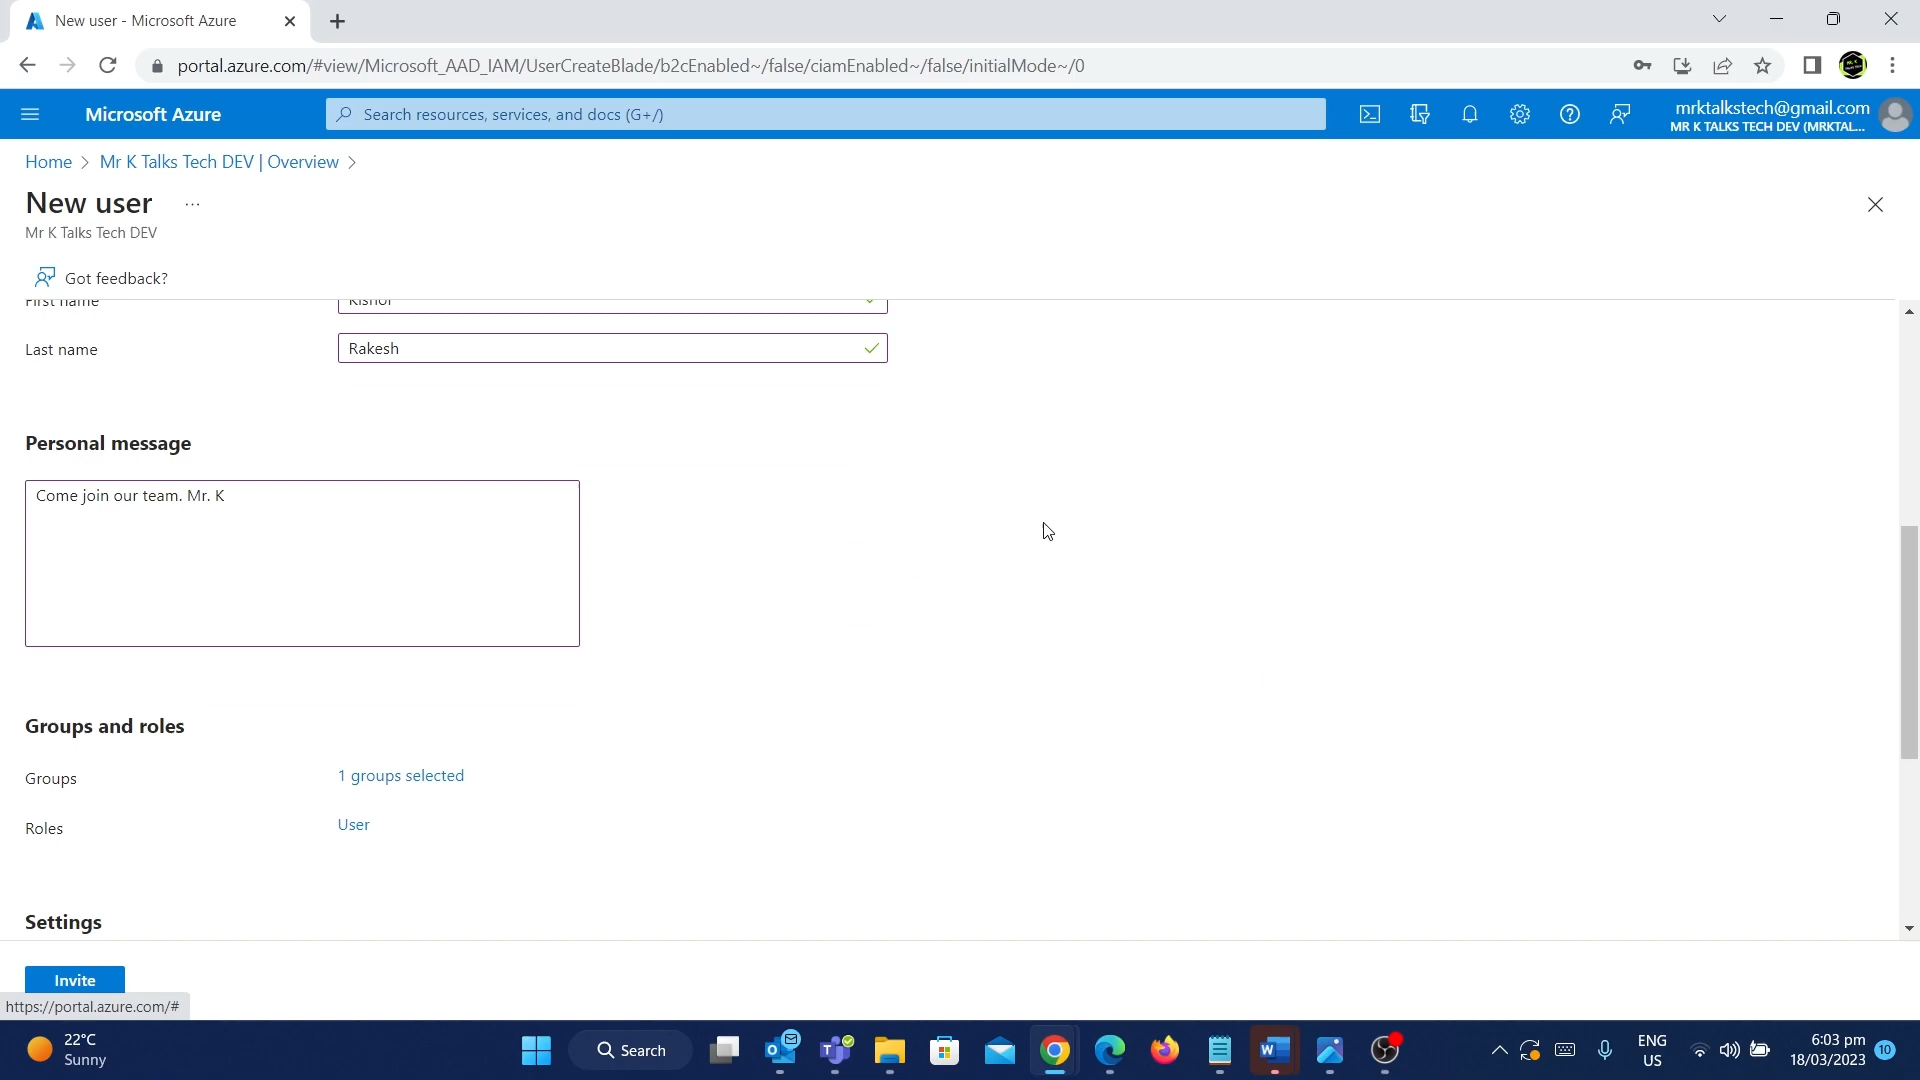 New user - Microsoft Azure
portal.azure.com/#view/Microsoft_AAD_IAM/UserCreateBlade/b2cEnabled~/false/ciamEnabled~/false/initialMode~/0
Microsoft Azure
Search resources, services, and docs (G+/)
mrktalkstech@gmail.com
MR K TALKS TECH DEV (MRKTAL...
Home > Mr K Talks Tech DEV | Overview >
New user ...
Mr K Talks Tech DEV
Got feedback?
First name
Kishor
Last name
Rakesh
Personal message
Come join our team. Mr. K
Groups and roles
Groups
1 groups selected
Roles
User
Settings
Invite
https://portal.azure.com/#
22°C
Sunny
Search
ENG
US
6:03 pm
18/03/2023
10